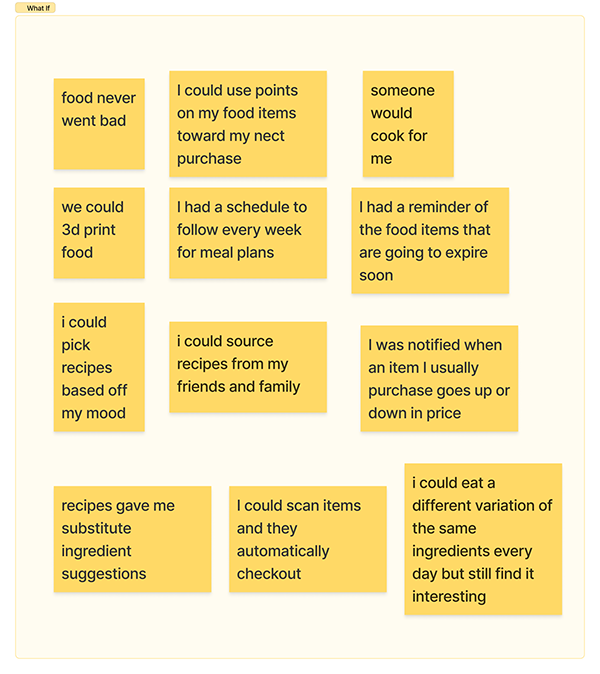 What If
food never
went bad
I could use points
on my food items
toward my nect
purchase
someone
would
cook for
me
we could
3d print
food
I had a schedule to
follow every week
for meal plans
I had a reminder of
the food items that
are going to expire
soon
i could
pick
recipes
based off
my mood
i could source
recipes from my
friends and family
I was notified when
an item I usually
purchase goes up or
down in price
recipes gave me
substitute
ingredient
suggestions
I could scan items
and they
automatically
checkout
i could eat a
different variation of
the same
ingredients every
day but still find it
interesting